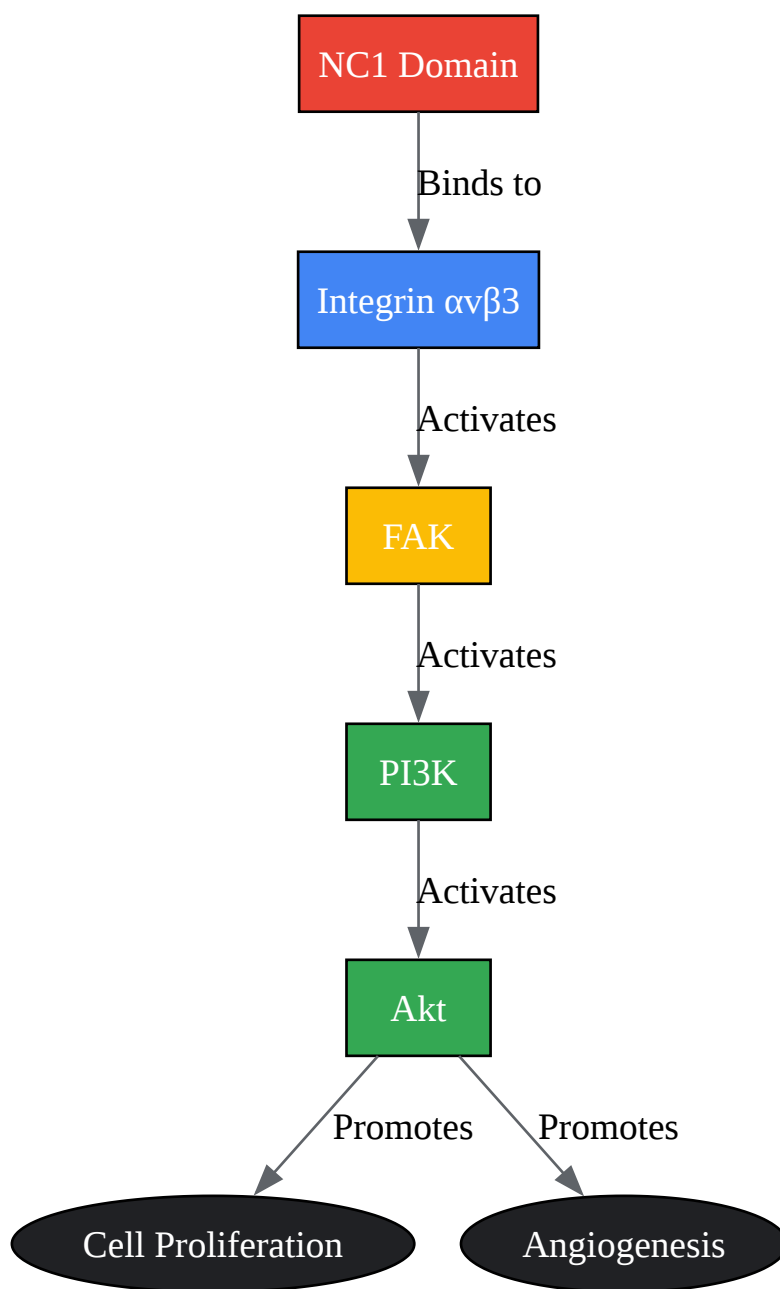 NC1 Domain
Binds to
Integrin αvβ3
Activates
FAK
Activates
PI3K
Activates
Akt
Promotes
Promotes
Cell Proliferation
Angiogenesis